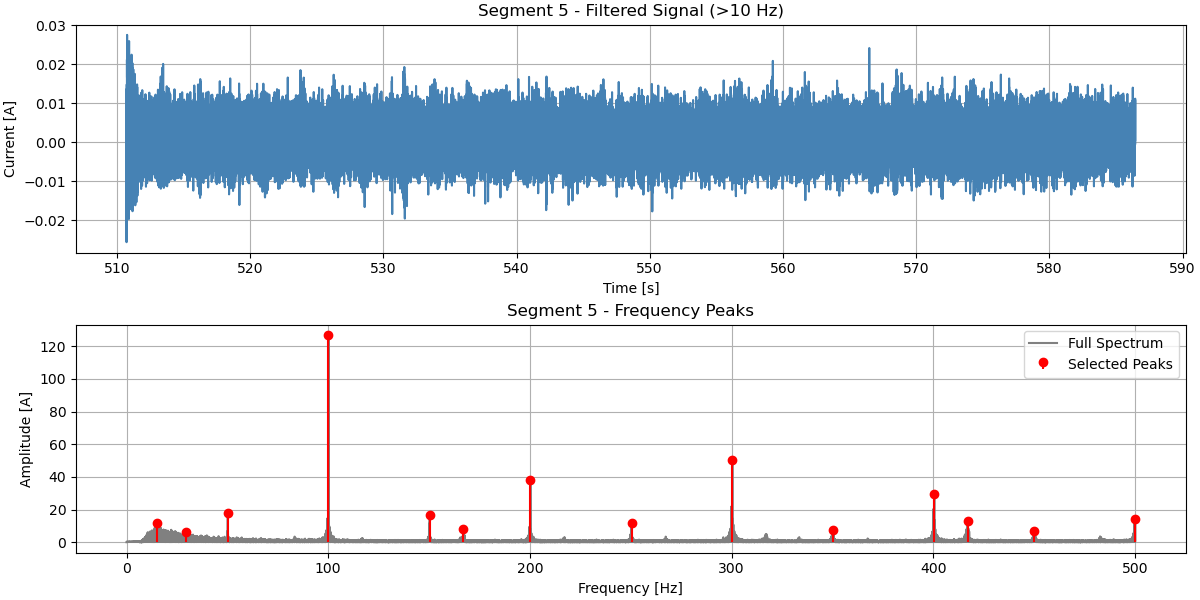 Segment 5 - Filtered Signal (>10 Hz)
0.03
0.02
0.01
0.00
−0.01
−0.02
Current [A]
510 520 530 540 550 560 570 580 590
Time [s]
Segment 5 - Frequency Peaks
120
100
80
60
40
20
0
Amplitude [A]
Full Spectrum
Selected Peaks
0 100 200 300 400 500
Frequency [Hz]